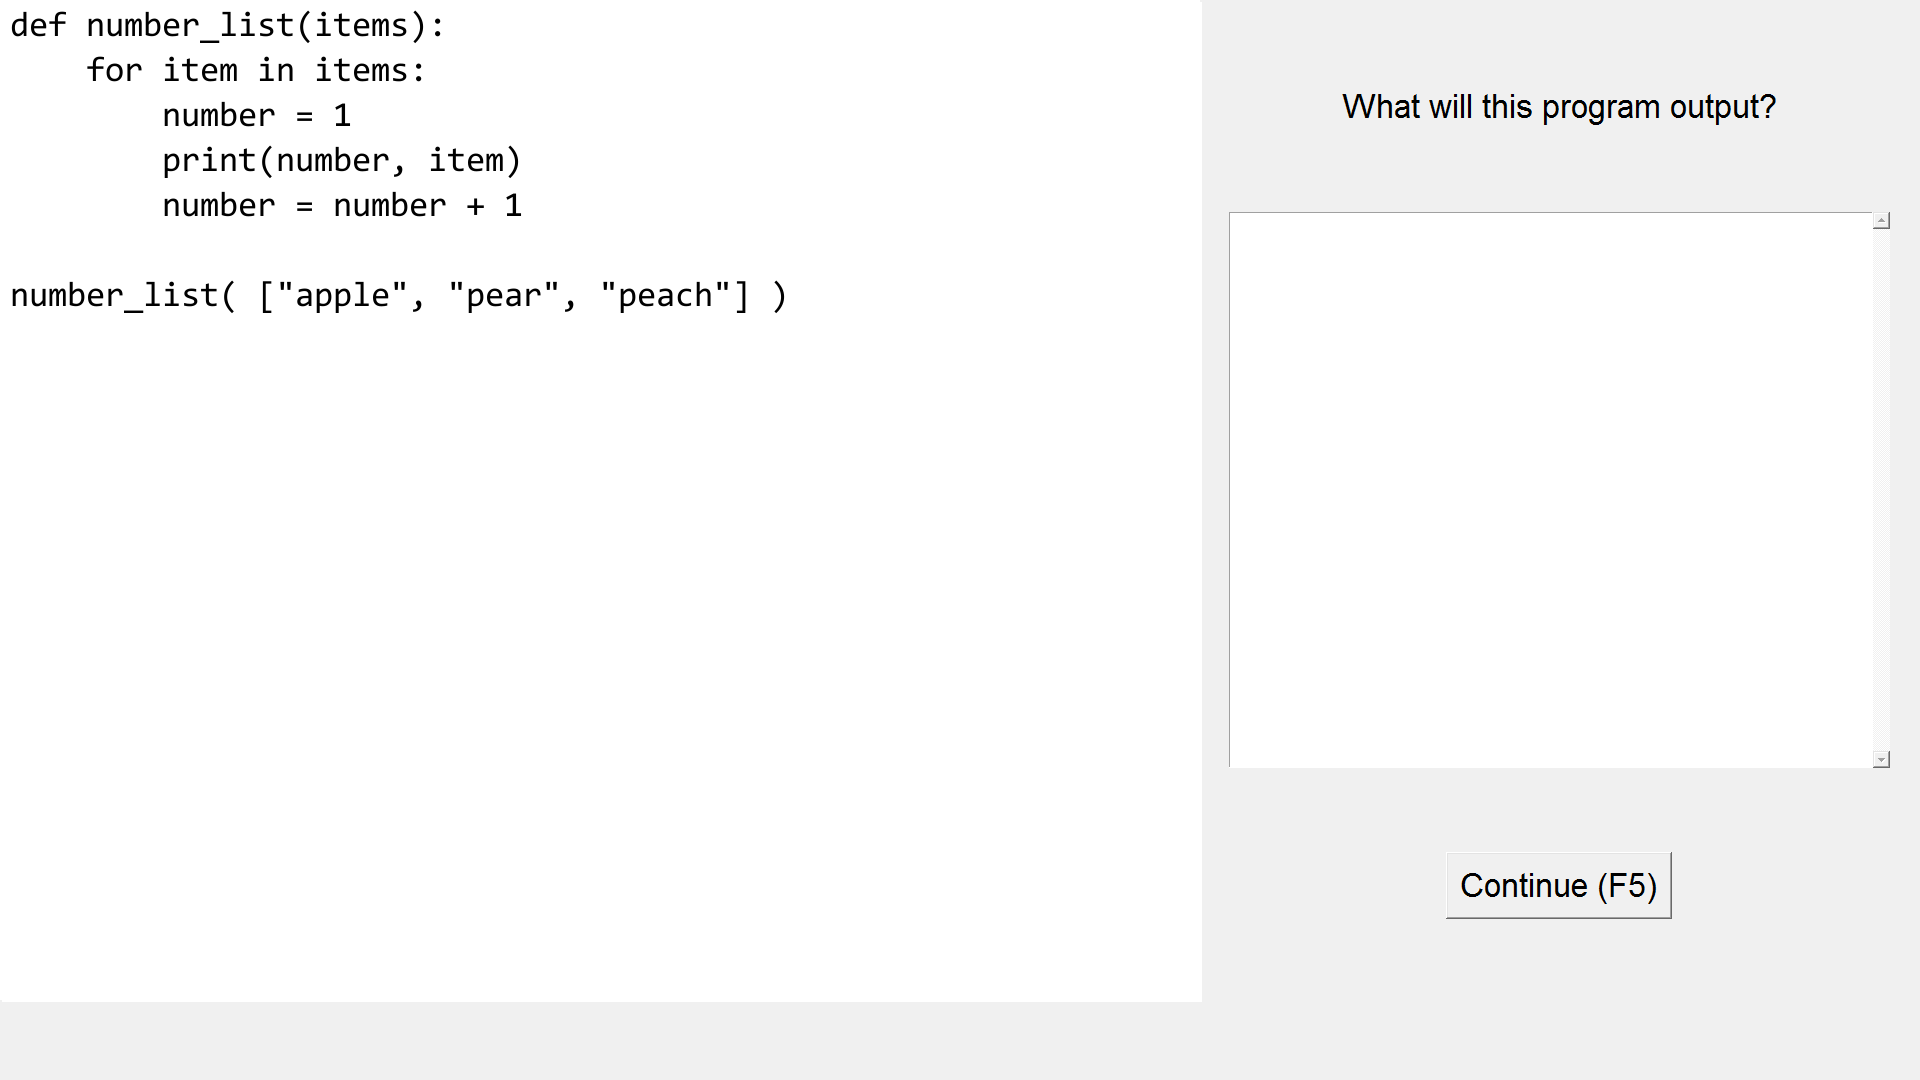 def number_list(items):
    for item in items:
        number = 1
        print(number, item)
        number = number + 1

number_list( ["apple", "pear", "peach"] )
What will this program output?
Continue (F5)